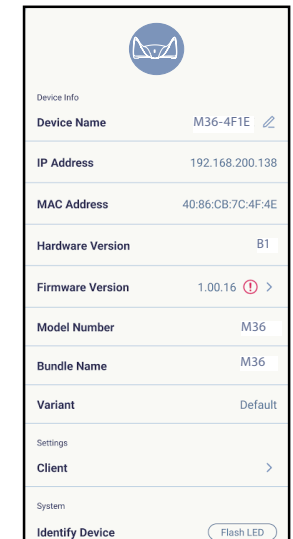 Device Info
Device Name M36-4F1E
IP Address 192.168.200.138
MAC Address 40:86:CB:7C:4F:4E
Hardware Version B1
Firmware Version 1.00.16
Model Number M36
Bundle Name M36
Variant Default
Settings
Client
System
Identify Device Flash LED